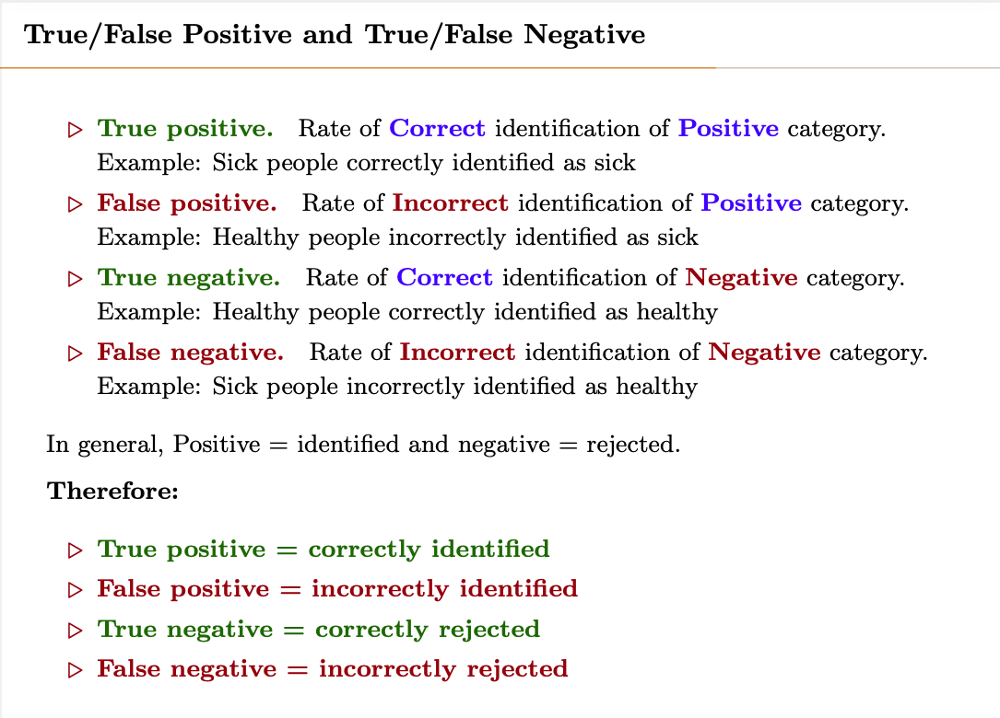 True/False Positive and True/False Negative
▷ True positive. Rate of Correct identification of Positive category.
Example: Sick people correctly identified as sick
▷ False positive. Rate of Incorrect identification of Positive category.
Example: Healthy people incorrectly identified as sick
▷ True negative. Rate of Correct identification of Negative category.
Example: Healthy people correctly identified as healthy
▷ False negative. Rate of Incorrect identification of Negative category.
Example: Sick people incorrectly identified as healthy
In general, Positive = identified and negative = rejected.
Therefore:
▷ True positive = correctly identified
▷ False positive = incorrectly identified
▷ True negative = correctly rejected
▷ False negative = incorrectly rejected